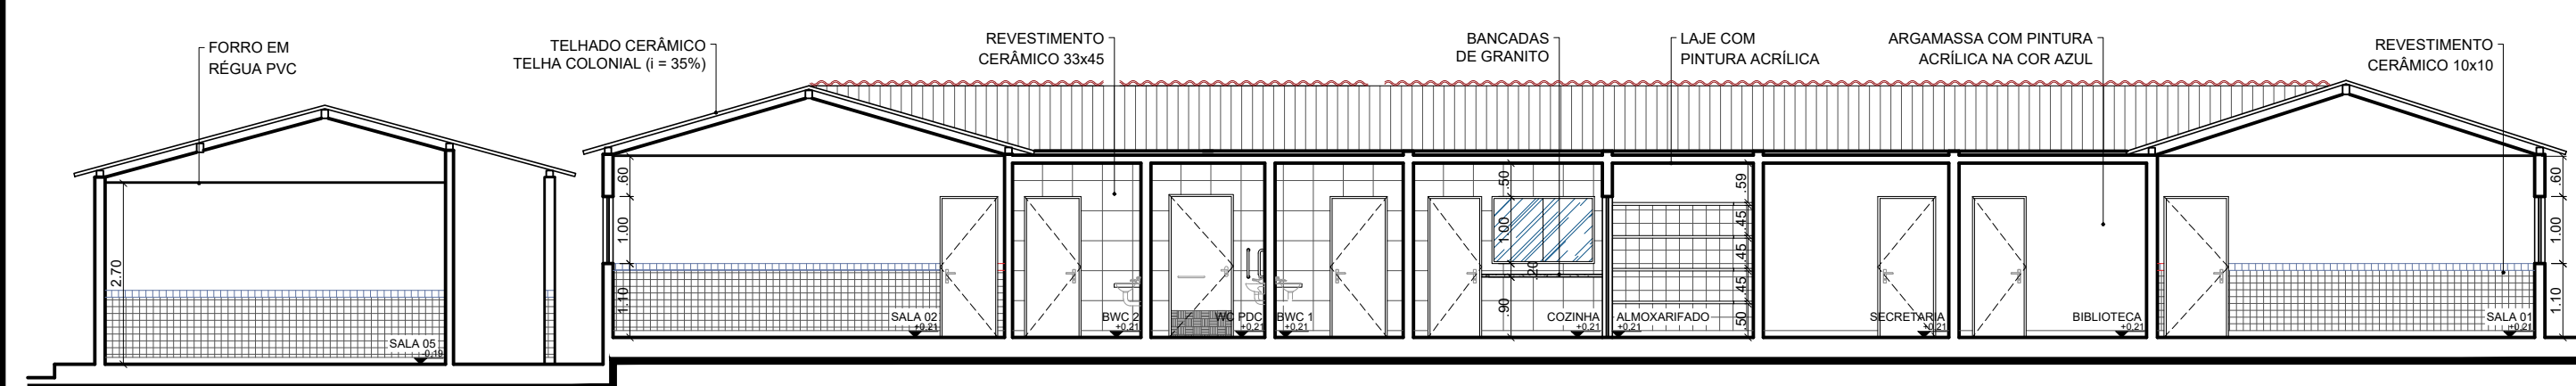 FORRO EM
RÉGUA PVC
TELHADO CERÂMICO
TELHA COLONIAL (i = 35%)
REVESTIMENTO
CERÂMICO 33x45
BANCADAS
DE GRANITO
LAJE COM
PINTURA ACRÍLICA
ARGAMASSA COM PINTURA
ACRÍLICA NA COR AZUL
REVESTIMENTO
CERÂMICO 10x10
2.70
.60
1.00
1.10
.50
1.00
.20
.90
.59
.45
.45
.45
.50
.60
1.00
1.10
SALA 05
-0,19
SALA 02
+0,21
BWC 2
+0,21
WC PDC
+0,21
BWC 1
+0,21
COZINHA
+0,21
ALMOXARIFADO
+0,21
SECRETARIA
+0,21
BIBLIOTECA
+0,21
SALA 01
+0,21